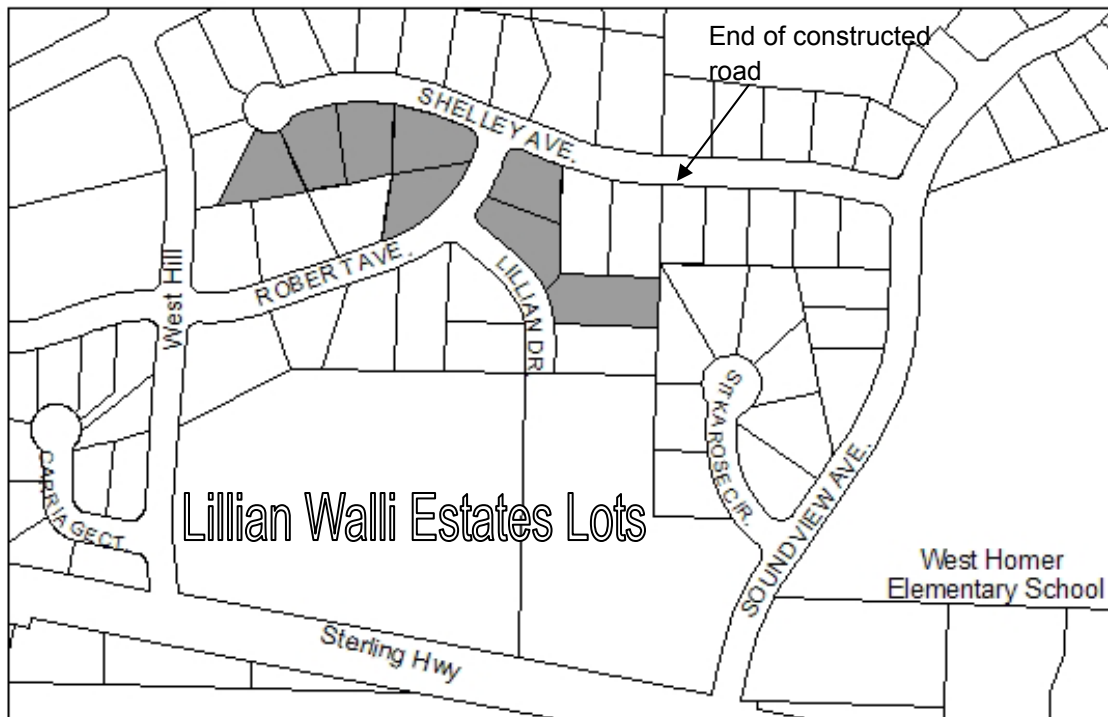 End of constructed
road
SHELLEY AVE.
ROBERT AVE.
West Hill
LILLIAN DR
SITKA ROSE CIR.
CARRIAGE CT.
Lillian Walli Estates Lots
SOUNDVIEW AVE.
West Homer
Elementary School
Sterling Hwy